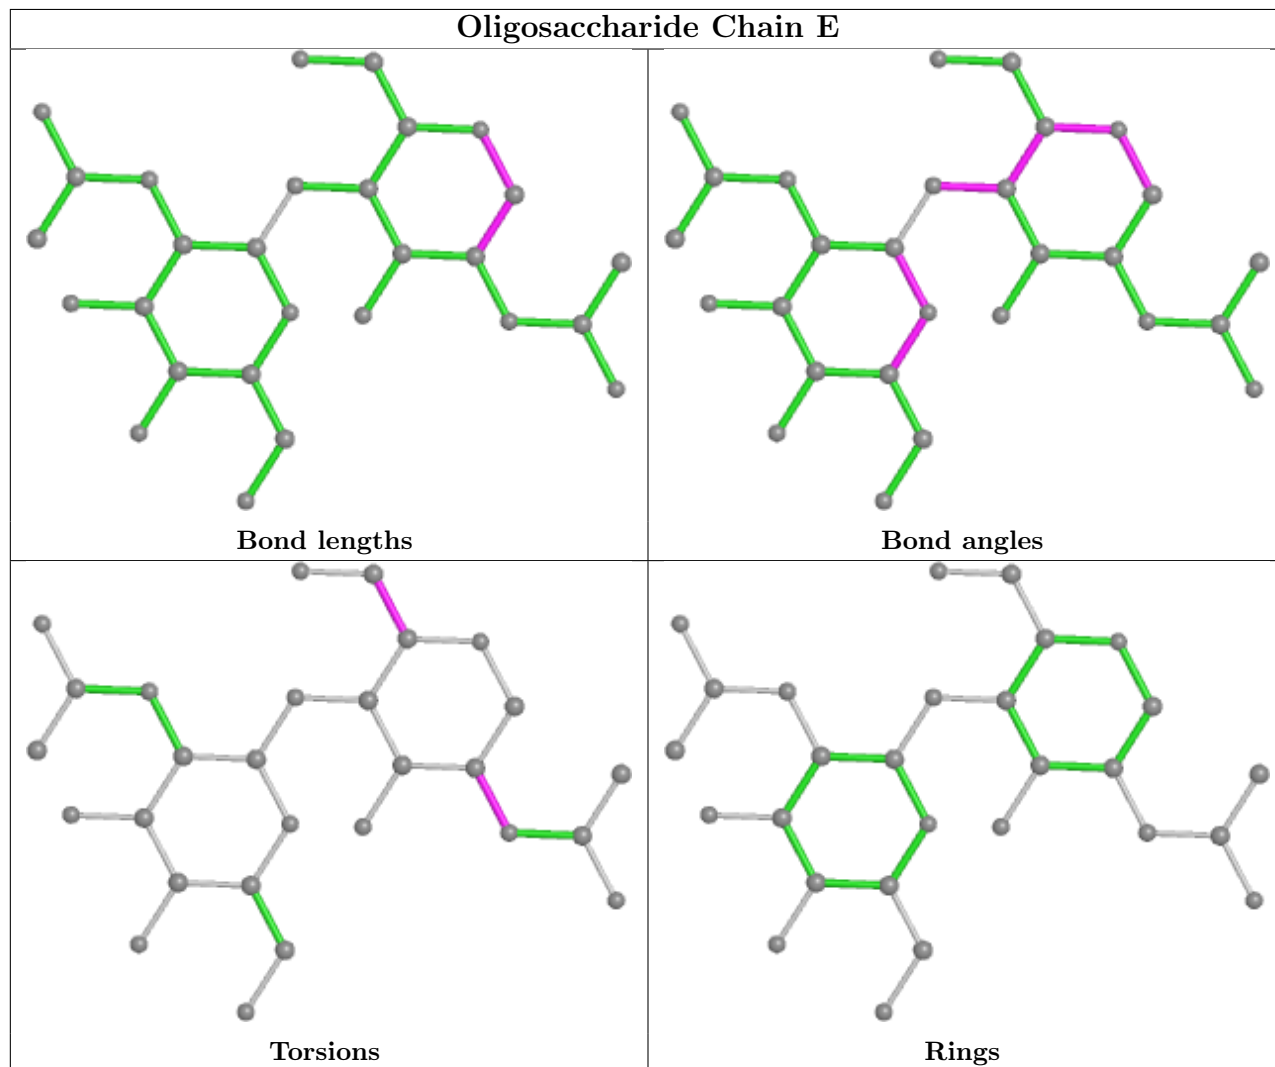 Oligosaccharide Chain E
Bond lengths
Bond angles
Torsions
Rings